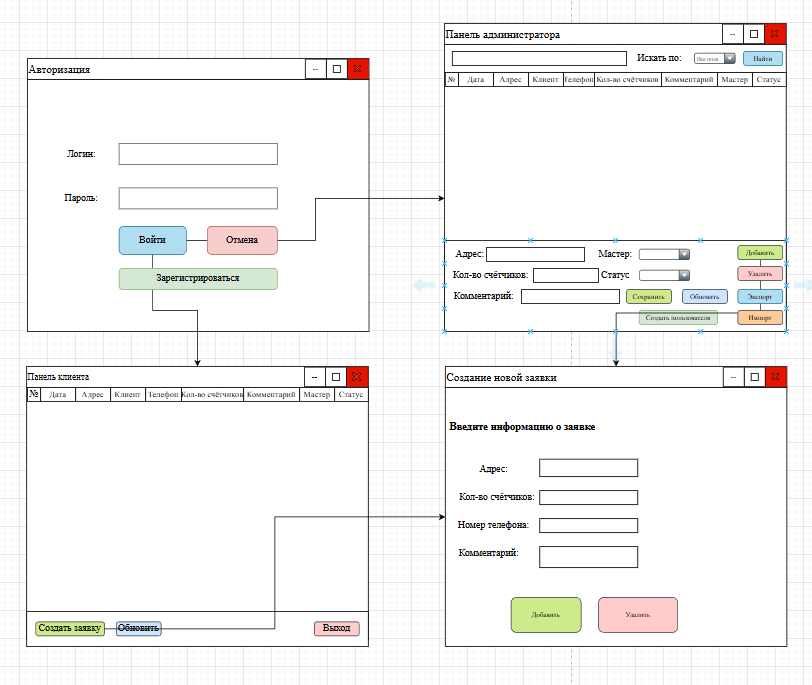 Авторизация
Логин:
Пароль:
Войти
Отмена
Зарегистрироваться
Панель администратора
Искать по:
Все поля
Найти
№ Дата Адрес Клиент Телефон Кол-во счётчиков Комментарий Мастер Статус
Адрес:
Мастер:
Добавить
Кол-во счётчиков:
Статус
Удалить
Комментарий:
Сохранить
Обновить
Экспорт
Создать пользователя
Импорт
Панель клиента
№ Дата Адрес Клиент Телефон Кол-во счётчиков Комментарий Мастер Статус
Создать заявку
Обновить
Выход
Создание новой заявки
Введите информацию о заявке
Адрес:
Кол-во счётчиков:
Номер телефона:
Комментарий:
Добавить
Удалить